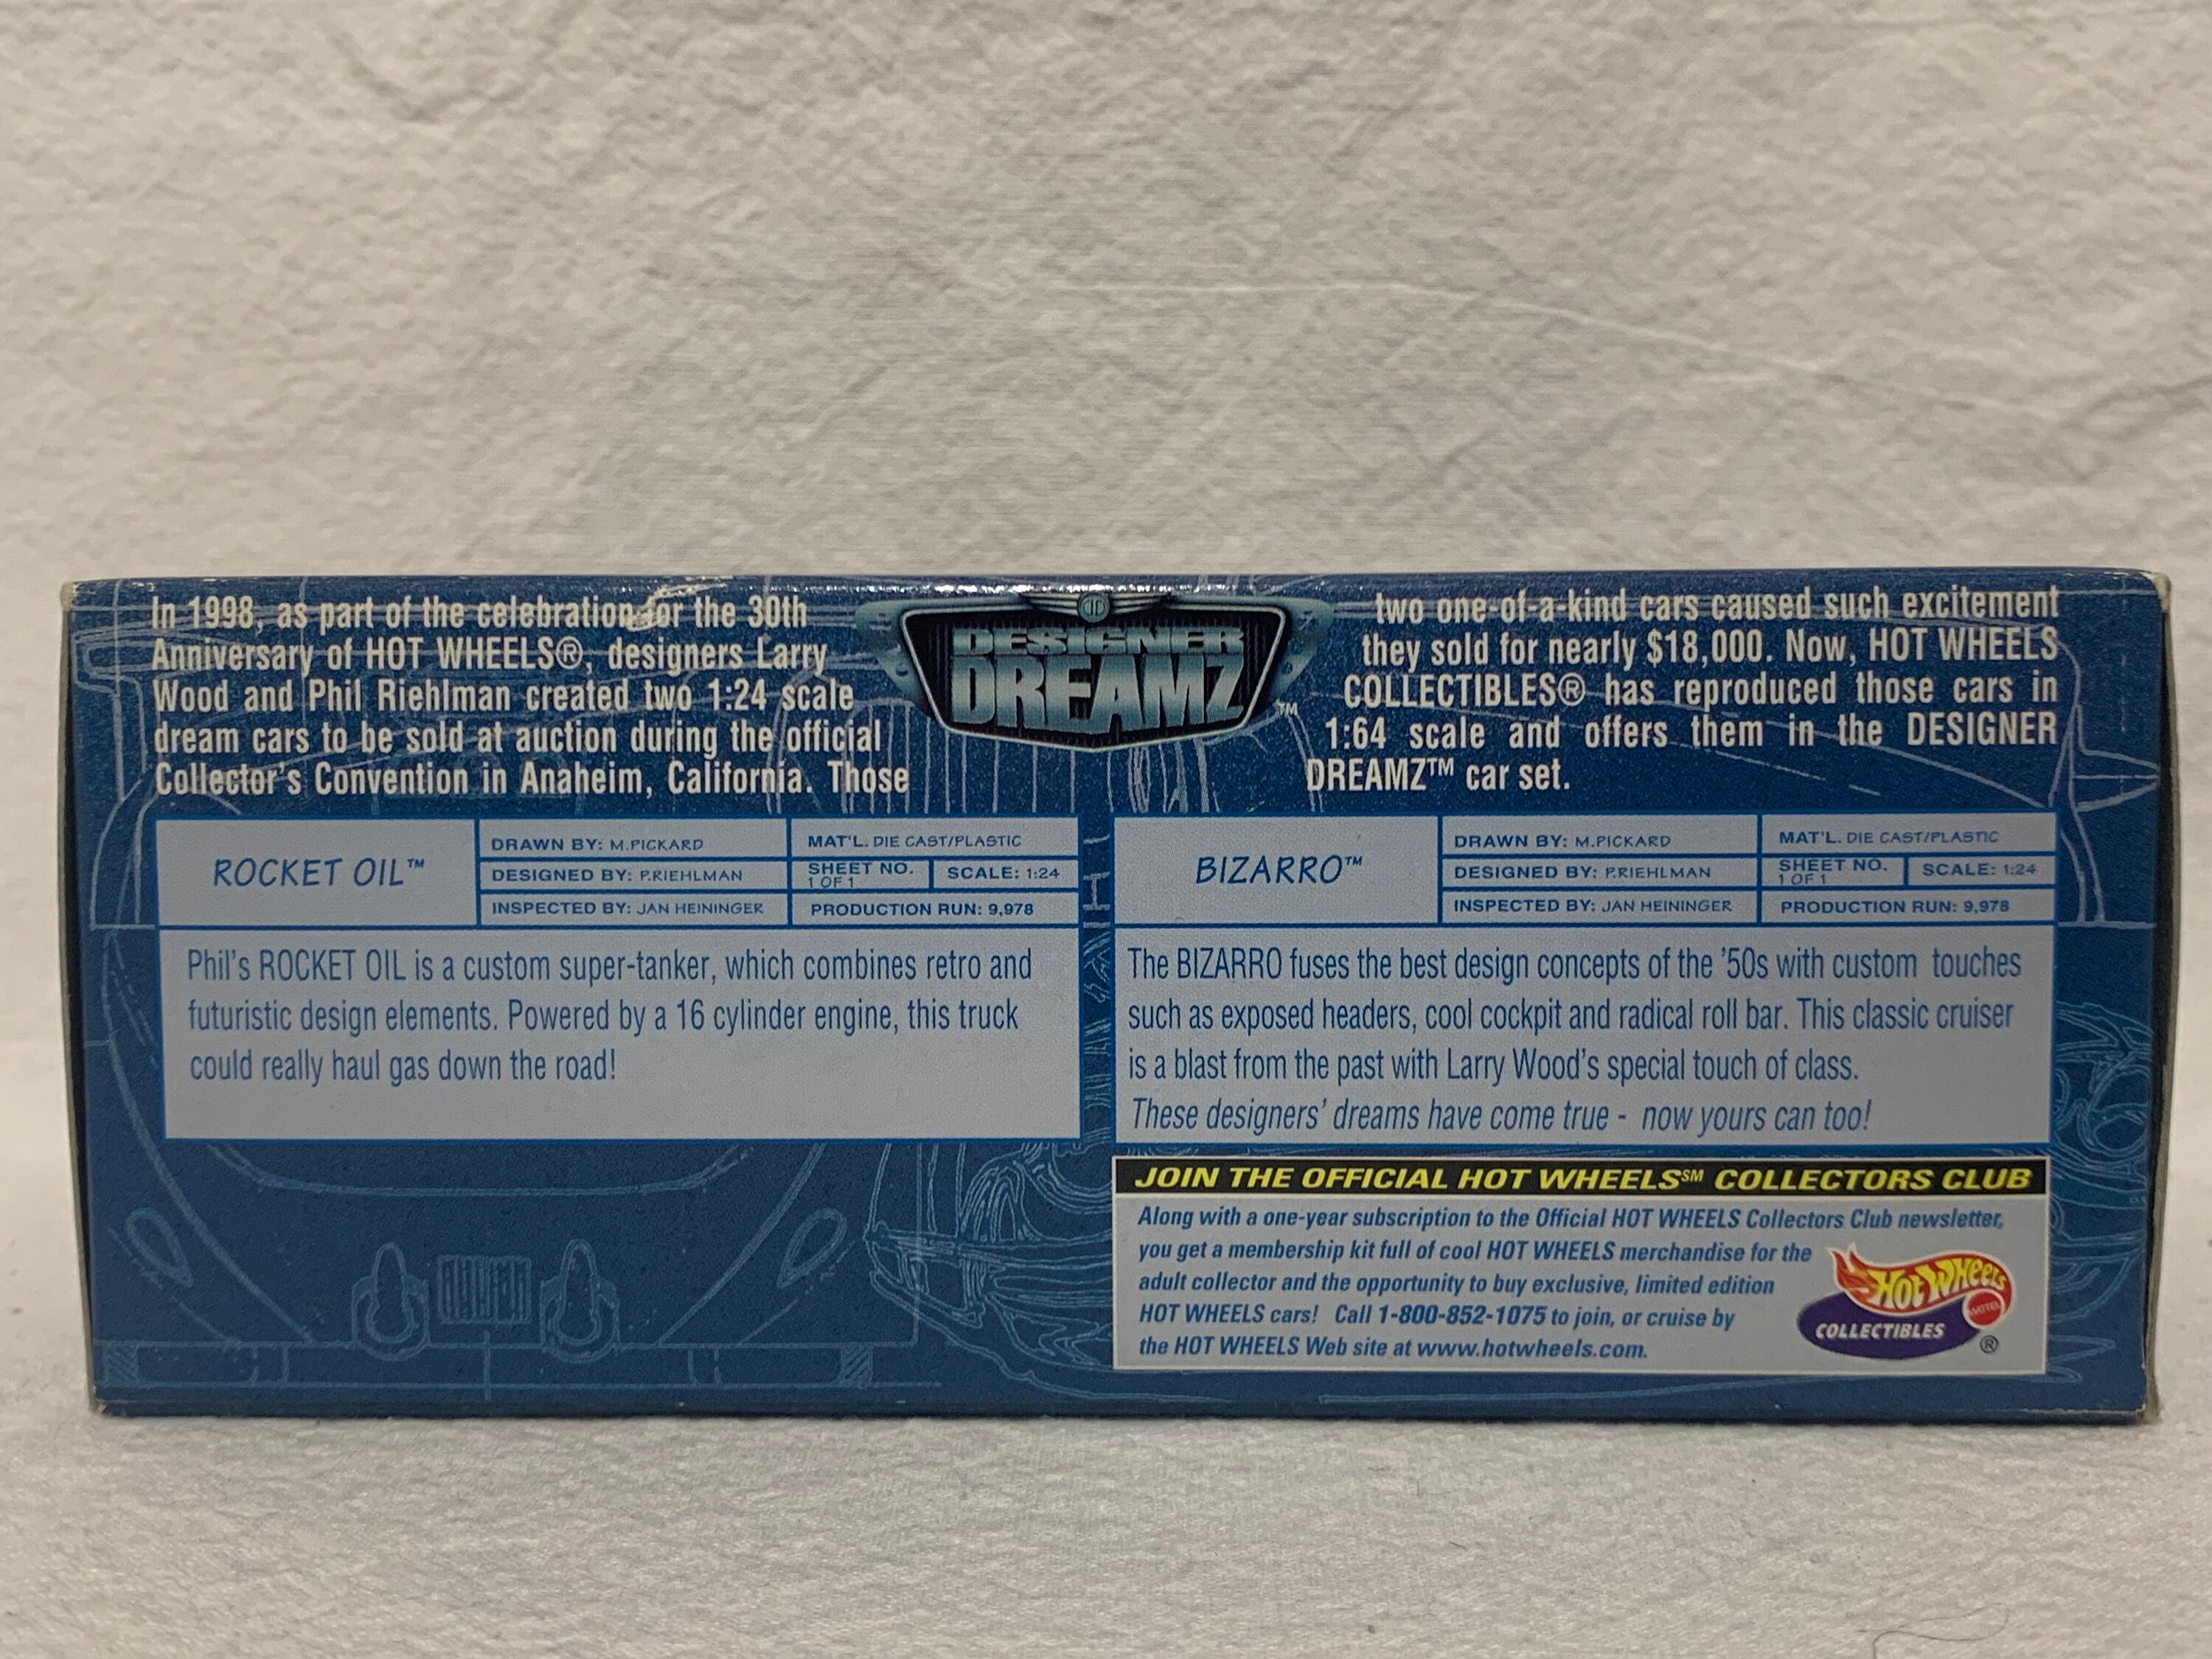 In 1998, as part of the celebration for the 30th
Anniversary of HOT WHEELS®, designers Larry
Wood and Phil Riehlman created two 1:24 scale
dream cars to be sold at auction during the official
Collector's Convention in Anaheim, California. Those
DESIGNER
DREAMZ™
two one-of-a-kind cars caused such excitement
they sold for nearly $18,000. Now, HOT WHEELS
COLLECTIBLES® has reproduced those cars in
1:64 scale and offers them in the DESIGNER
DREAMZ™ car set.
ROCKET OIL™
DRAWN BY: M.PICKARD
DESIGNED BY: P.RIEHLMAN
INSPECTED BY: JAN HEININGER
MAT'L. DIE CAST/PLASTIC
SHEET NO.
1 OF 1
SCALE: 1:24
PRODUCTION RUN: 9,978
Phil's ROCKET OIL is a custom super-tanker, which combines retro and
futuristic design elements. Powered by a 16 cylinder engine, this truck
could really haul gas down the road!
BIZARRO™
DRAWN BY: M.PICKARD
DESIGNED BY: P.RIEHLMAN
INSPECTED BY: JAN HEININGER
MAT'L. DIE CAST/PLASTIC
SHEET NO.
1 OF 1
SCALE: 1:24
PRODUCTION RUN: 9,978
The BIZARRO fuses the best design concepts of the '50s with custom touches
such as exposed headers, cool cockpit and radical roll bar. This classic cruiser
is a blast from the past with Larry Wood's special touch of class.
These designers' dreams have come true - now yours can too!
JOIN THE OFFICIAL HOT WHEELS℠ COLLECTORS CLUB
Along with a one-year subscription to the Official HOT WHEELS Collectors Club newsletter,
you get a membership kit full of cool HOT WHEELS merchandise for the
adult collector and the opportunity to buy exclusive, limited edition
HOT WHEELS cars! Call 1-800-852-1075 to join, or cruise by
the HOT WHEELS Web site at www.hotwheels.com.
HOT WHEELS
MATTEL
COLLECTIBLES
®